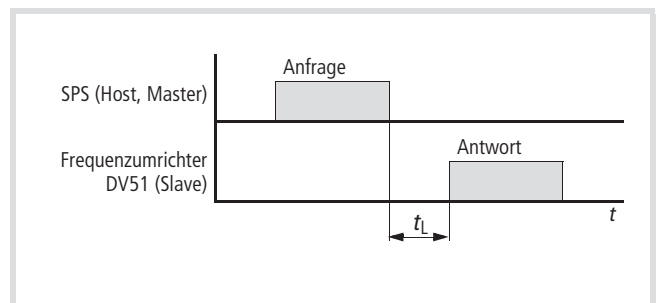 Anfrage
SPS (Host, Master)
Antwort
Frequenzumrichter
DV51 (Slave)
t
tL